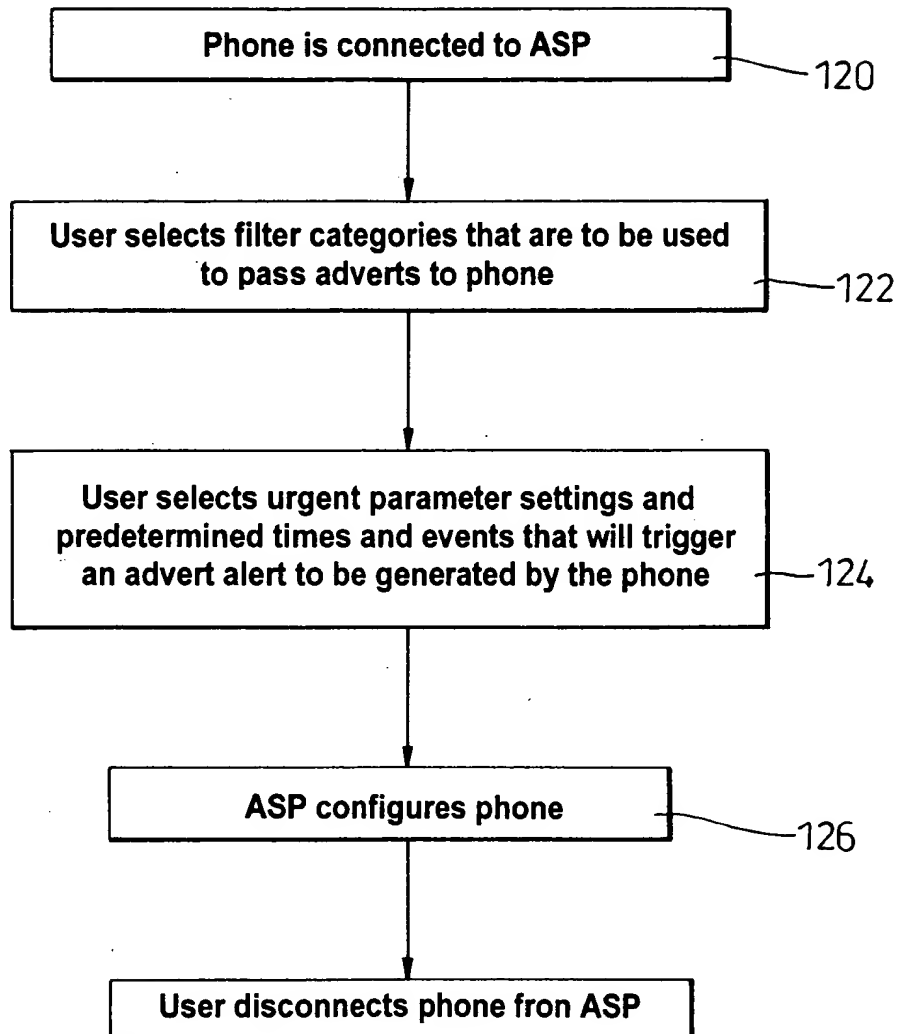 Phone is connected to ASP
120
User selects filter categories that are to be used
to pass adverts to phone
122
User selects urgent parameter settings and
predetermined times and events that will trigger
an advert alert to be generated by the phone
124
ASP configures phone
126
User disconnects phone fron ASP